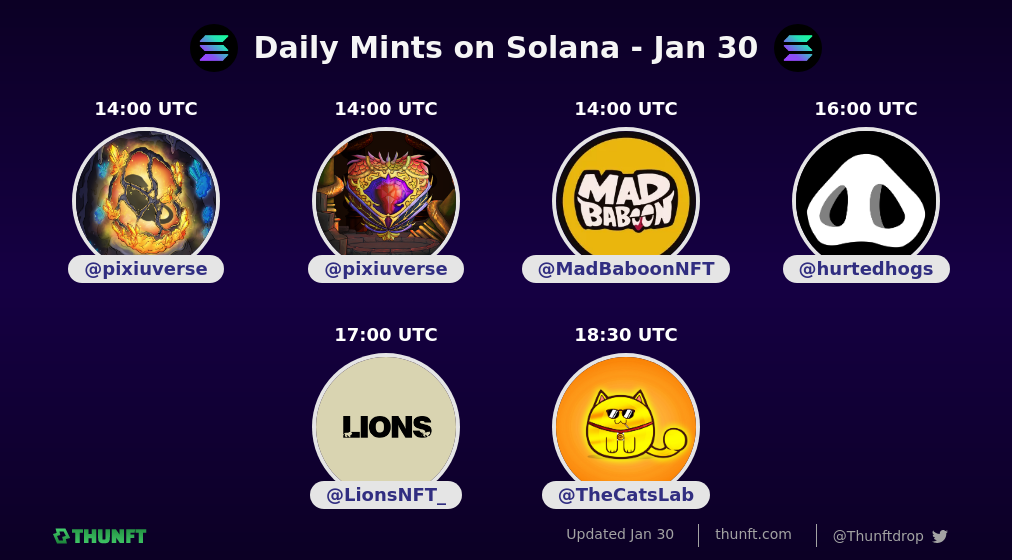 Daily Mints on Solana - Jan 30
14:00 UTC
14:00 UTC
14:00 UTC
16:00 UTC
MAD
BABOON
@pixiuverse
@pixiuverse
@MadBaboonNFT
@hurtedhogs
17:00 UTC
18:30 UTC
LIONS
@LionsNFT_
@TheCatsLab
THUNFT
Updated Jan 30
thunft.com
@Thunftdrop